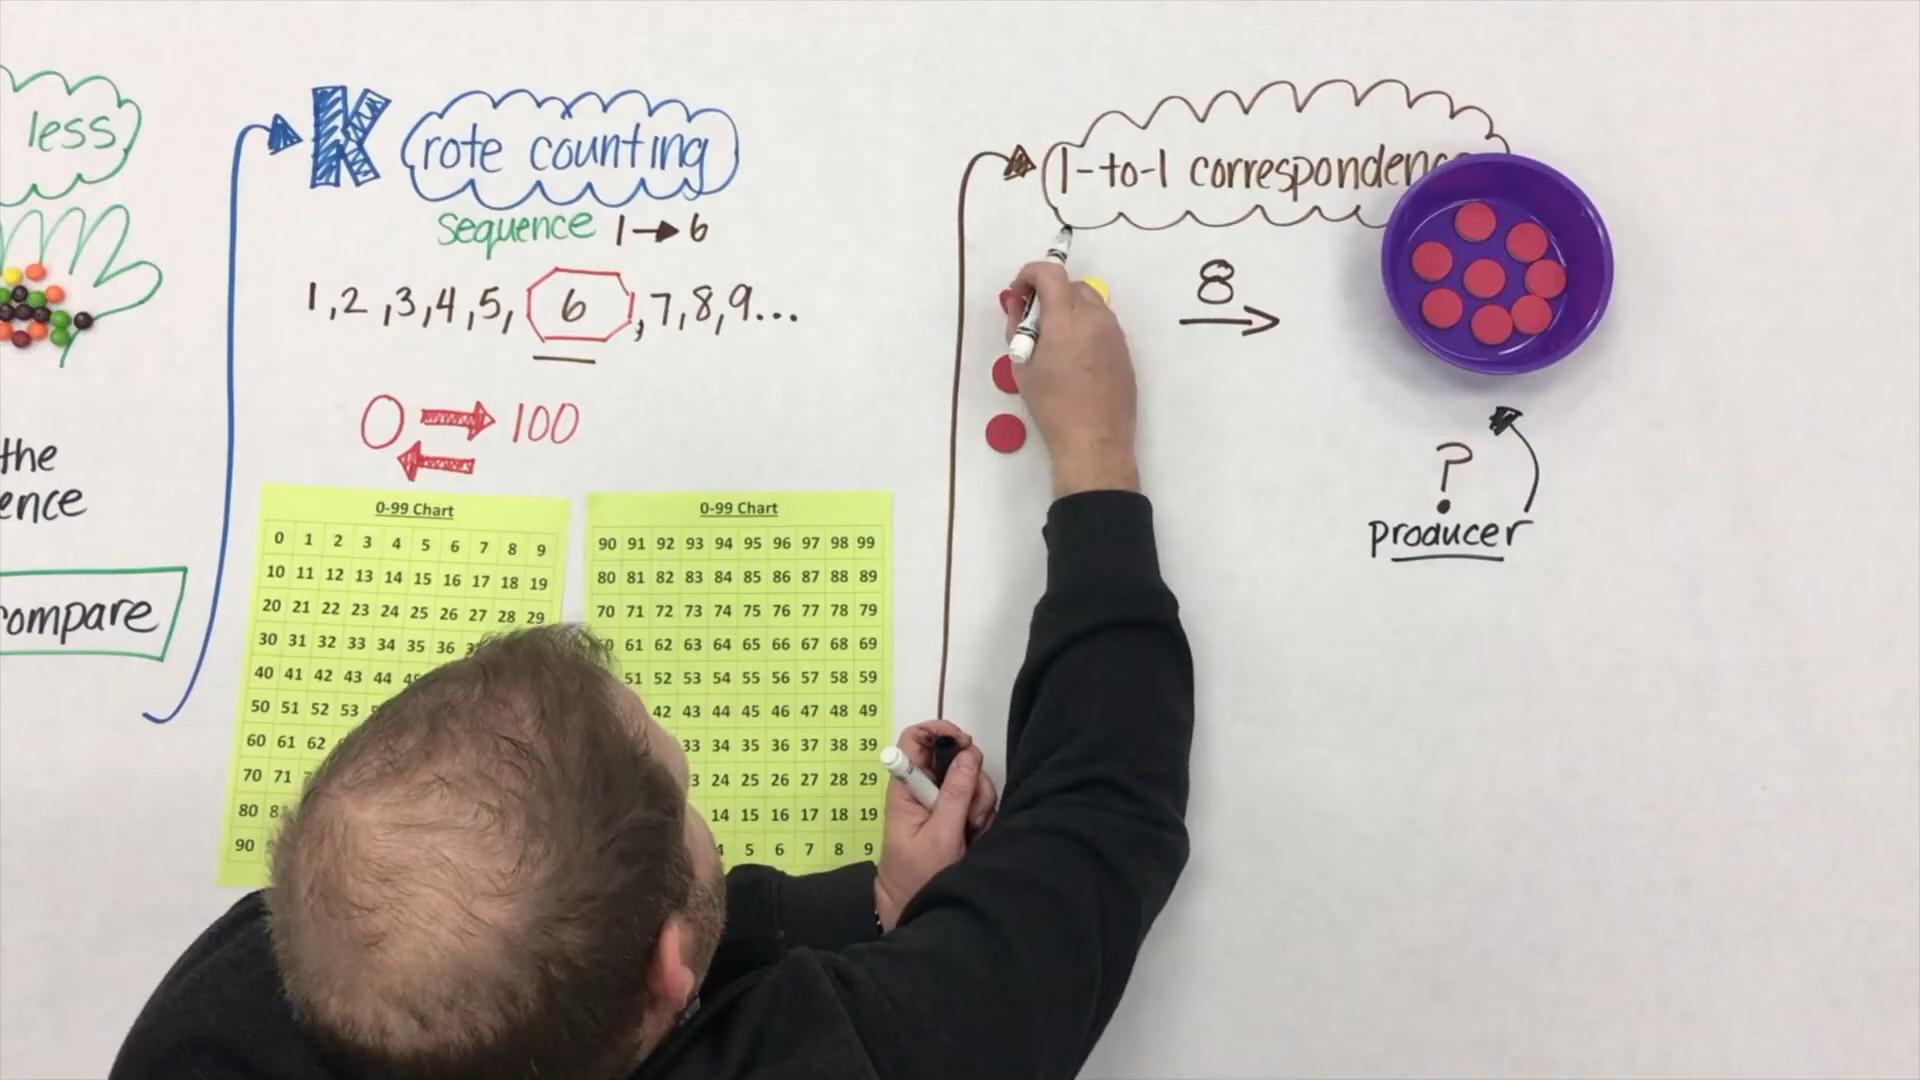 less
the
ence
compare
K rote counting
sequence 1→6
1,2,3,4,5, 6, 7,8,9...
0 → 100
0-99 Chart
0 1 2 3 4 5 6 7 8 9
10 11 12 13 14 15 16 17 18 19
20 21 22 23 24 25 26 27 28 29
30 31 32 33 34 35 36
40 41 42 43 44
50 51 52 53
60 61 62
70 71
80
90
0-99 Chart
90 91 92 93 94 95 96 97 98 99
80 81 82 83 84 85 86 87 88 89
70 71 72 73 74 75 76 77 78 79
61 62 63 64 65 66 67 68 69
51 52 53 54 55 56 57 58 59
42 43 44 45 46 47 48 49
33 34 35 36 37 38 39
24 25 26 27 28 29
14 15 16 17 18 19
4 5 6 7 8 9
1-to-1 correspondenc
8
?
producer